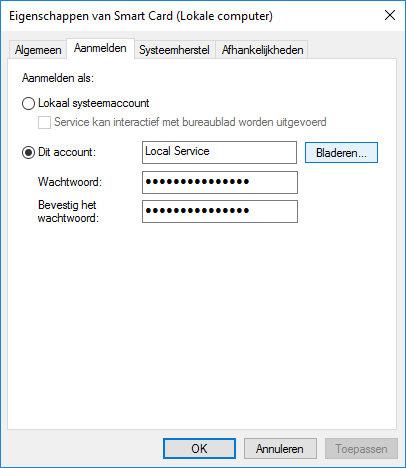 Eigenschappen van Smart Card (Lokale computer)
Algemeen Aanmelden Systeemherstel Afhankelijkheden
Aanmelden als:
Lokaal systeemaccount
Service kan interactief met bureaublad worden uitgevoerd
Dit account: Local Service Bladeren...
Wachtwoord: ●●●●●●●●●●●●●●●
Bevestig het
wachtwoord: ●●●●●●●●●●●●●●●
OK Annuleren Toepassen